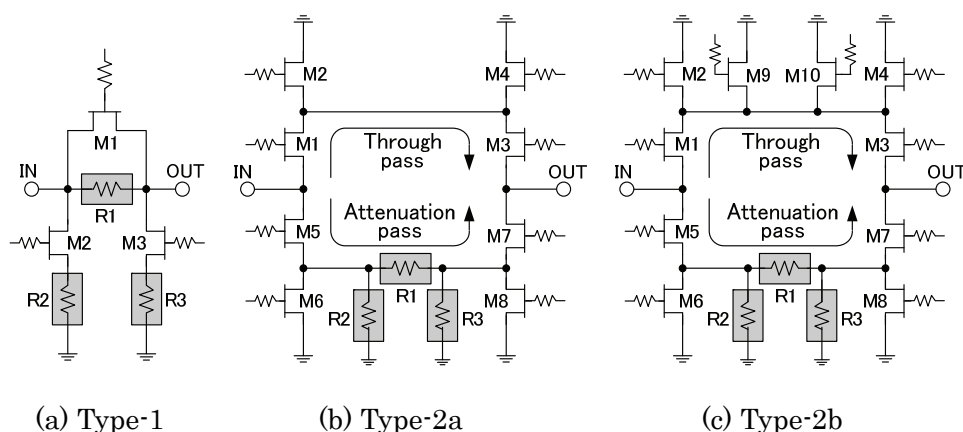 M1
IN
OUT
R1
M2
M3
R2
R3
(a) Type-1
M2
M4
M1
Through
pass
M3
IN
OUT
M5
Attenuation
pass
M7
R1
M6
R2
R3
M8
(b) Type-2a
M2
M9
M10
M4
M1
Through
pass
M3
IN
OUT
M5
Attenuation
pass
M7
R1
M6
R2
R3
M8
(c) Type-2b